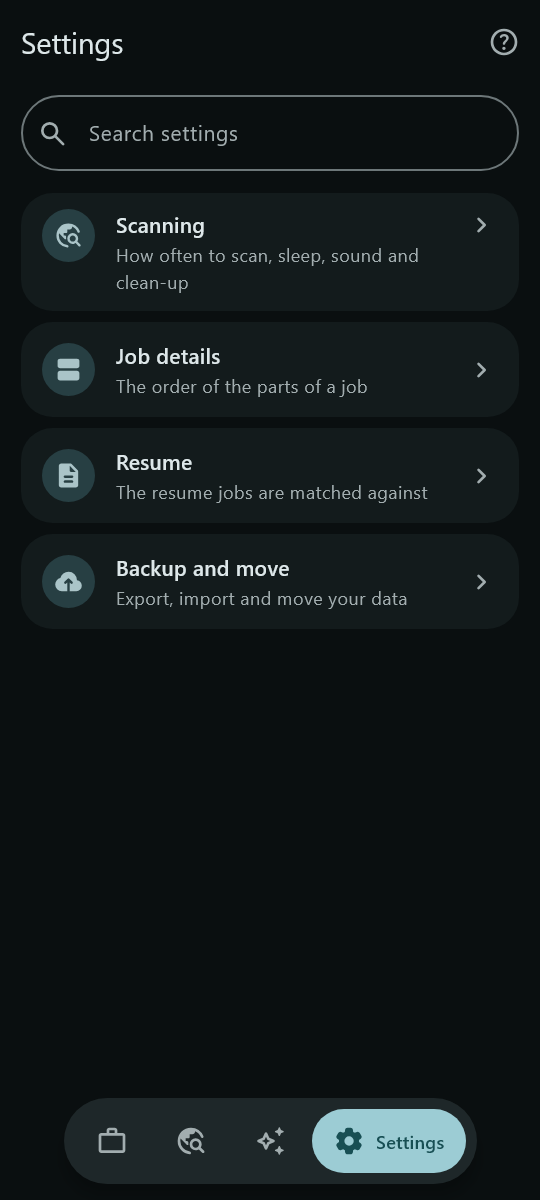 Settings
Search settings
Scanning
How often to scan, sleep, sound and
clean-up
Job details
The order of the parts of a job
Resume
The resume jobs are matched against
Backup and move
Export, import and move your data
Settings